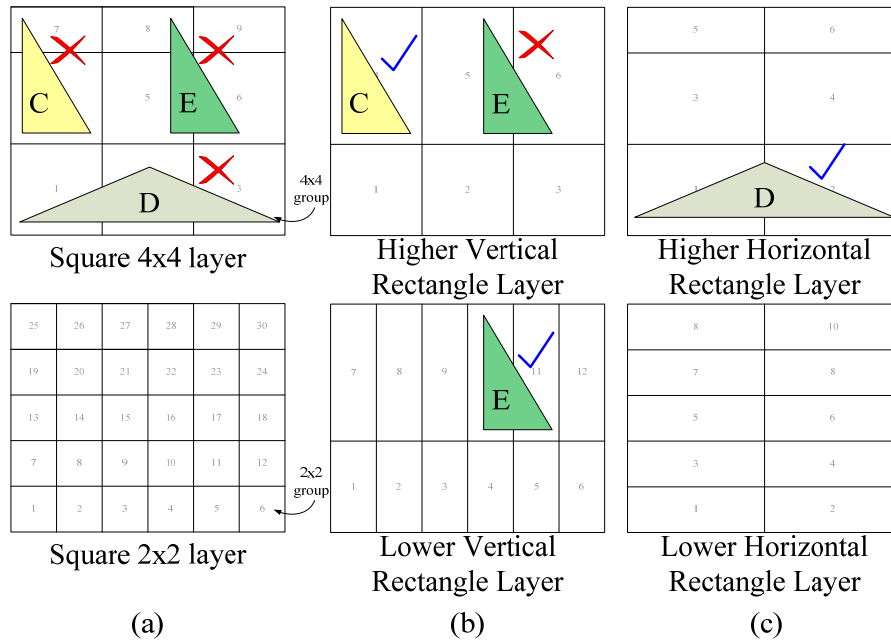 7 8 9
C E
5 6
1 D 3
4x4
group
Square 4x4 layer
C 5 E 6
1 2 3
Higher Vertical
Rectangle Layer
5 6
3 4
1 D 2
Higher Horizontal
Rectangle Layer
25 26 27 28 29 30
19 20 21 22 23 24
13 14 15 16 17 18
7 8 9 10 11 12
1 2 3 4 5 6
2x2
group
Square 2x2 layer
7 8 9 E 11 12
1 2 3 4 5 6
Lower Vertical
Rectangle Layer
8 10
7 8
5 6
3 4
1 2
Lower Horizontal
Rectangle Layer
(a) (b) (c)